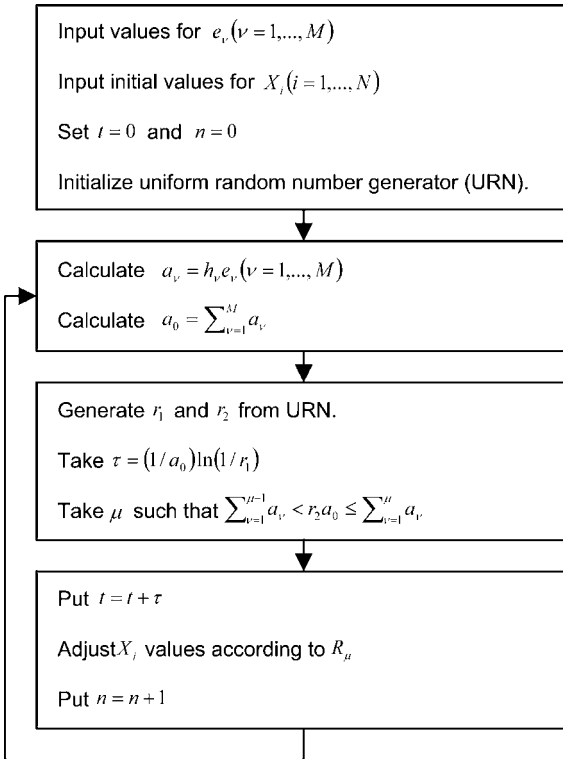 Input values for e_ν(ν = 1,..., M)
Input initial values for X_i(i = 1,..., N)
Set t = 0 and n = 0
Initialize uniform random number generator (URN).
Calculate a_ν = h_ν e_ν(ν = 1,..., M)
Calculate a_0 = ∑_{ν=1}^{M} a_ν
Generate r_1 and r_2 from URN.
Take τ = (1/a_0)ln(1/r_1)
Take μ such that ∑_{ν=1}^{μ-1} a_ν < r_2 a_0 ≤ ∑_{ν=1}^{μ} a_ν
Put t = t + τ
Adjust X_i values according to R_μ
Put n = n + 1